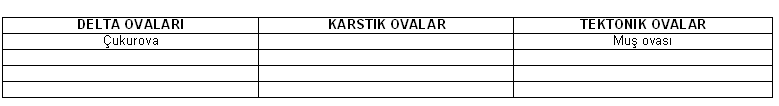 DELTA OVALARI KARSTIK OVALAR TEKTONIK OVALAR
Çukurova Muş ovası